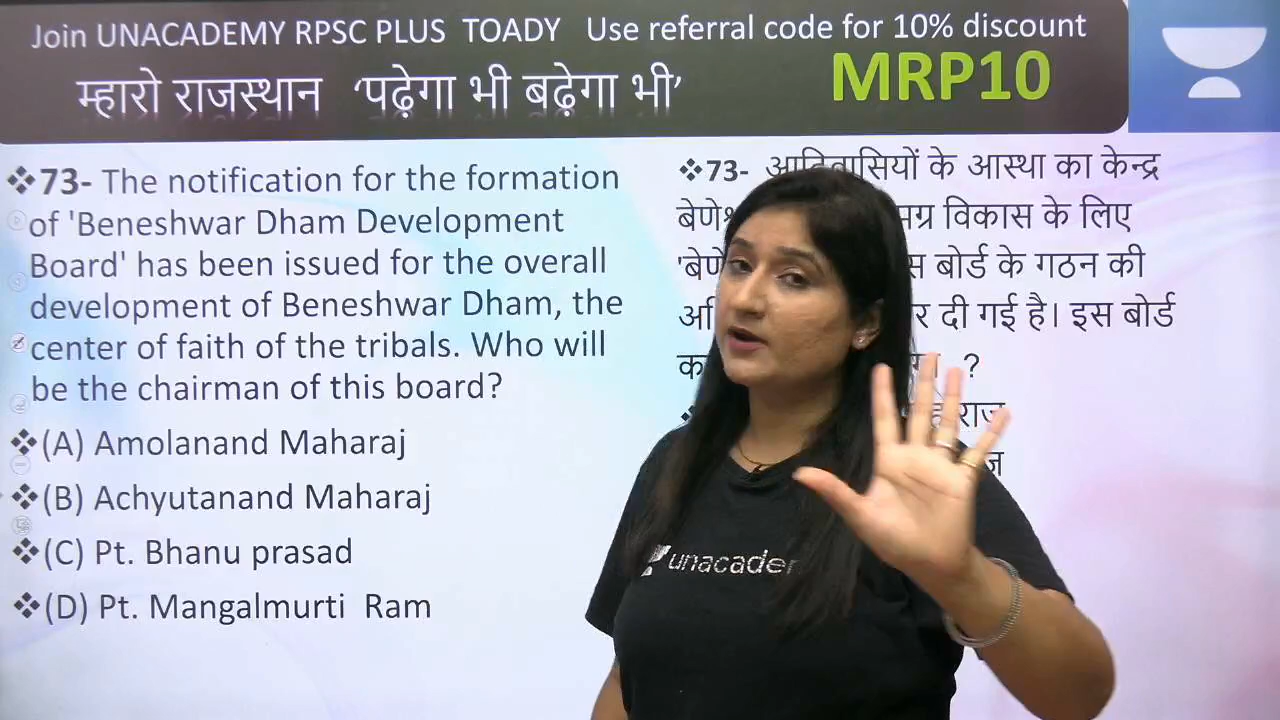 Join UNACADEMY RPSC PLUS TOADY Use referral code for 10% discount
म्हारो राजस्थान ‘पढ़ेगा भी बढ़ेगा भी’ MRP10
❖73- The notification for the formation
of 'Beneshwar Dham Development
Board' has been issued for the overall
development of Beneshwar Dham, the
center of faith of the tribals. Who will
be the chairman of this board?
❖(A) Amolanand Maharaj
❖(B) Achyutanand Maharaj
❖(C) Pt. Bhanu prasad
❖(D) Pt. Mangalmurti Ram
❖73- आदिवासियों के आस्था का केन्द्र
विकास के लिए
बोर्ड के गठन की
दी गई है। इस बोर्ड
?
unacadem